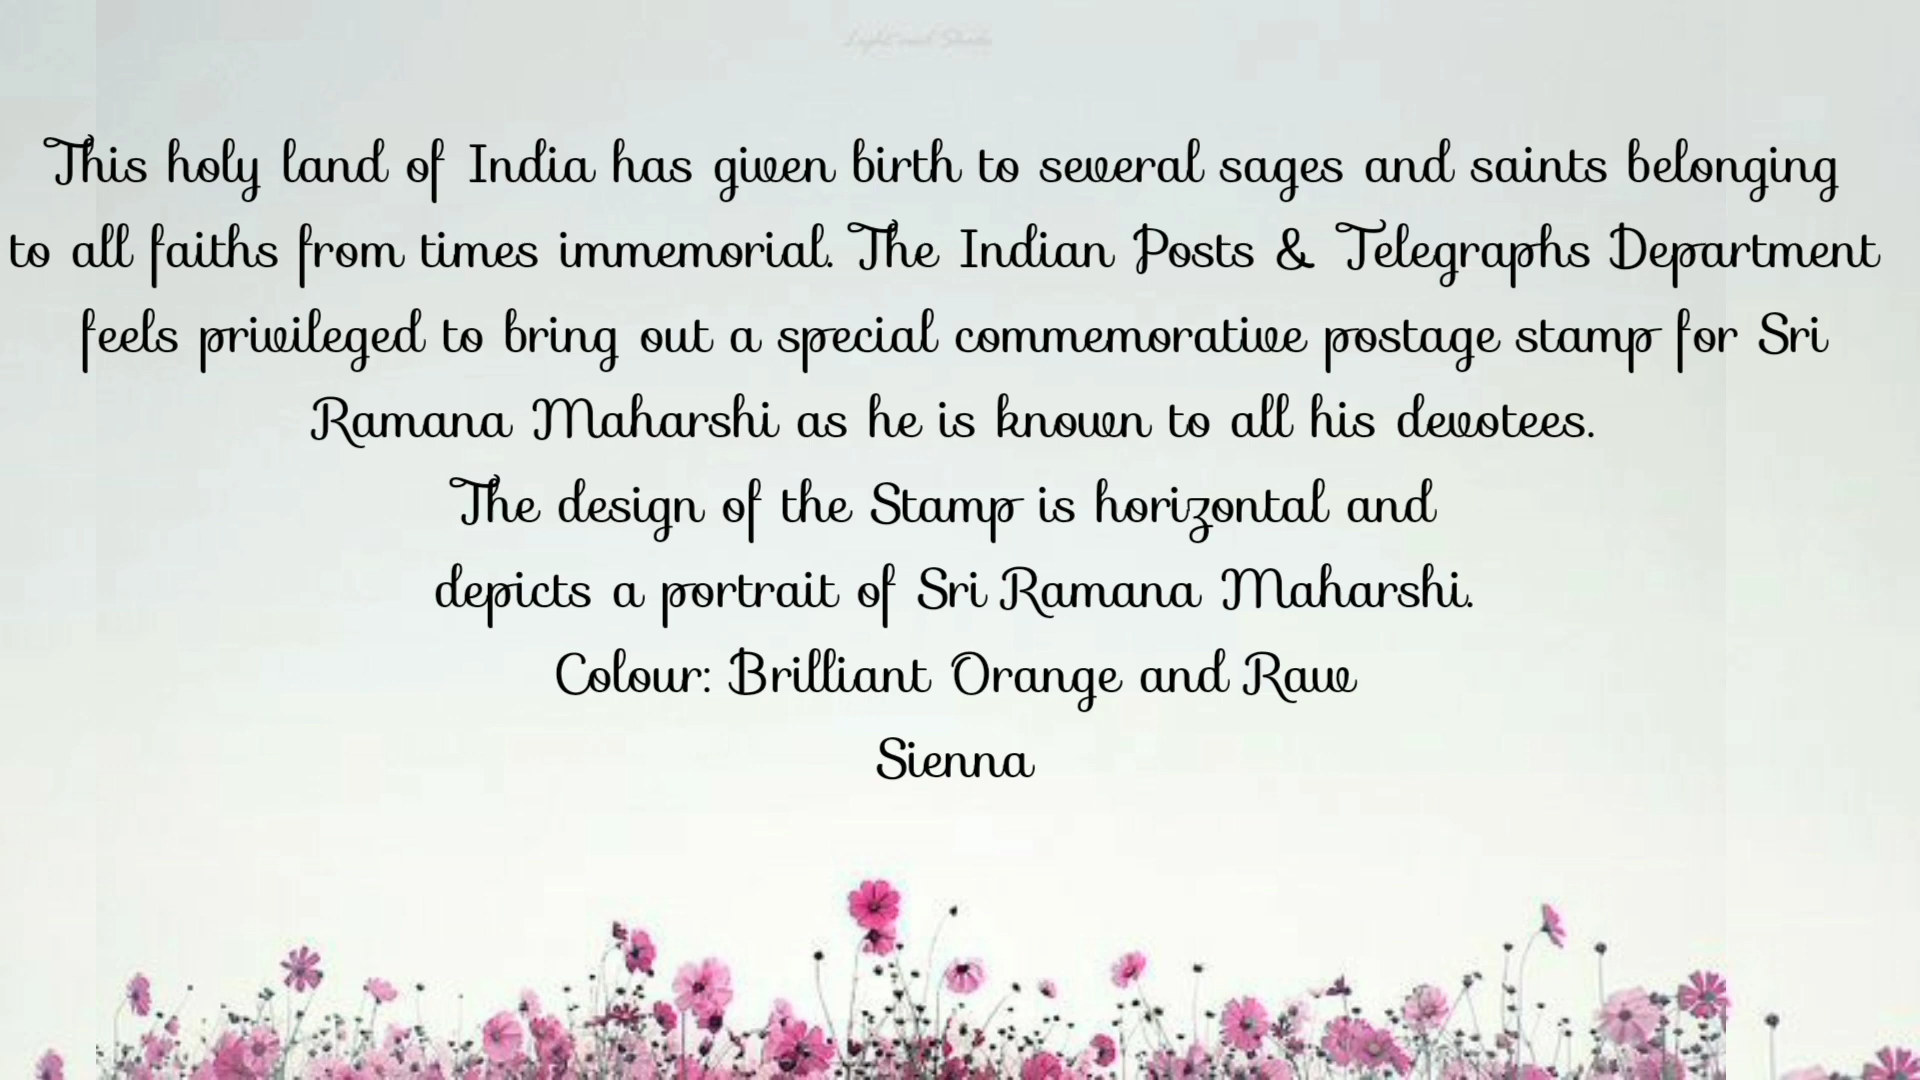 This holy land of India has given birth to several sages and saints belonging
to all faiths from times immemorial. The Indian Posts & Telegraphs Department
feels privileged to bring out a special commemorative postage stamp for Sri
Ramana Maharshi as he is known to all his devotees.
The design of the Stamp is horizontal and
depicts a portrait of Sri Ramana Maharshi.
Colour: Brilliant Orange and Raw
Sienna